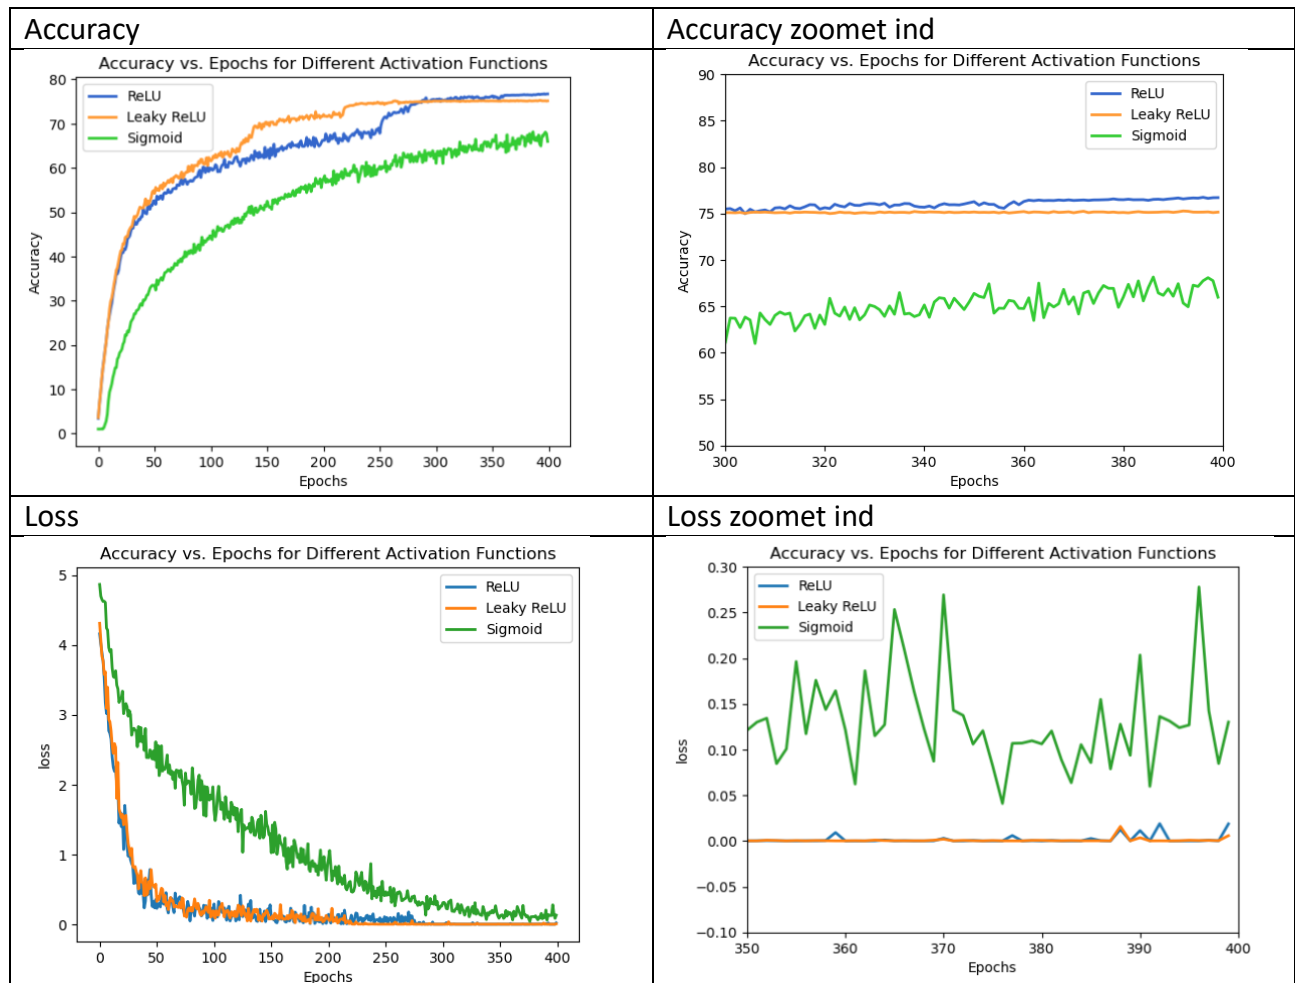 Accuracy
Accuracy zoomet ind
Accuracy vs. Epochs for Different Activation Functions
80
70
60
50
40
30
20
10
0
Accuracy
ReLU
Leaky ReLU
Sigmoid
0 50 100 150 200 250 300 350 400
Epochs
Accuracy vs. Epochs for Different Activation Functions
90
85
80
75
70
65
60
55
50
Accuracy
ReLU
Leaky ReLU
Sigmoid
300 320 340 360 380 400
Epochs
Loss
Loss zoomet ind
Accuracy vs. Epochs for Different Activation Functions
5
4
3
2
1
0
loss
ReLU
Leaky ReLU
Sigmoid
0 50 100 150 200 250 300 350 400
Epochs
Accuracy vs. Epochs for Different Activation Functions
0.30
0.25
0.20
0.15
0.10
0.05
0.00
−0.05
−0.10
loss
ReLU
Leaky ReLU
Sigmoid
350 360 370 380 390 400
Epochs